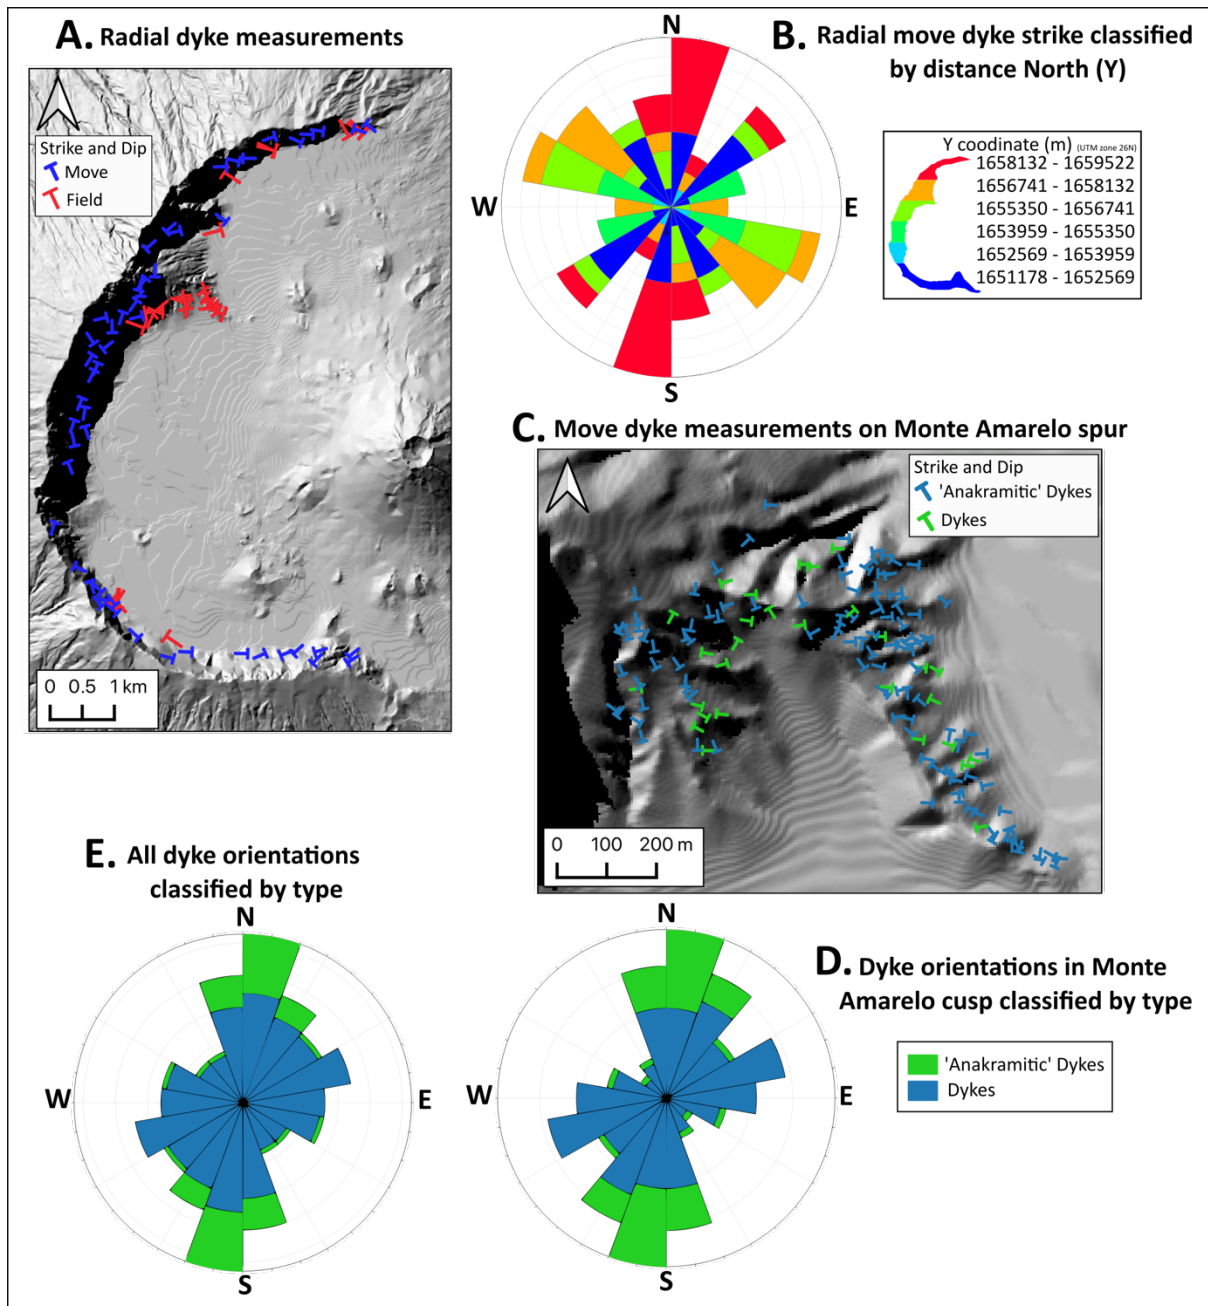 A. Radial dyke measurements
Strike and Dip
Move
Field
0 0.5 1 km
N
W
E
S
B. Radial move dyke strike classified
by distance North (Y)
Y coodinate (m) (UTM zone 26N)
1658132 - 1659522
1656741 - 1658132
1655350 - 1656741
1653959 - 1655350
1652569 - 1653959
1651178 - 1652569
C. Move dyke measurements on Monte Amarelo spur
Strike and Dip
'Anakramitic' Dykes
Dykes
0 100 200 m
E. All dyke orientations
classified by type
N
W
E
S
N
W
E
S
D. Dyke orientations in Monte
Amarelo cusp classified by type
'Anakramitic' Dykes
Dykes